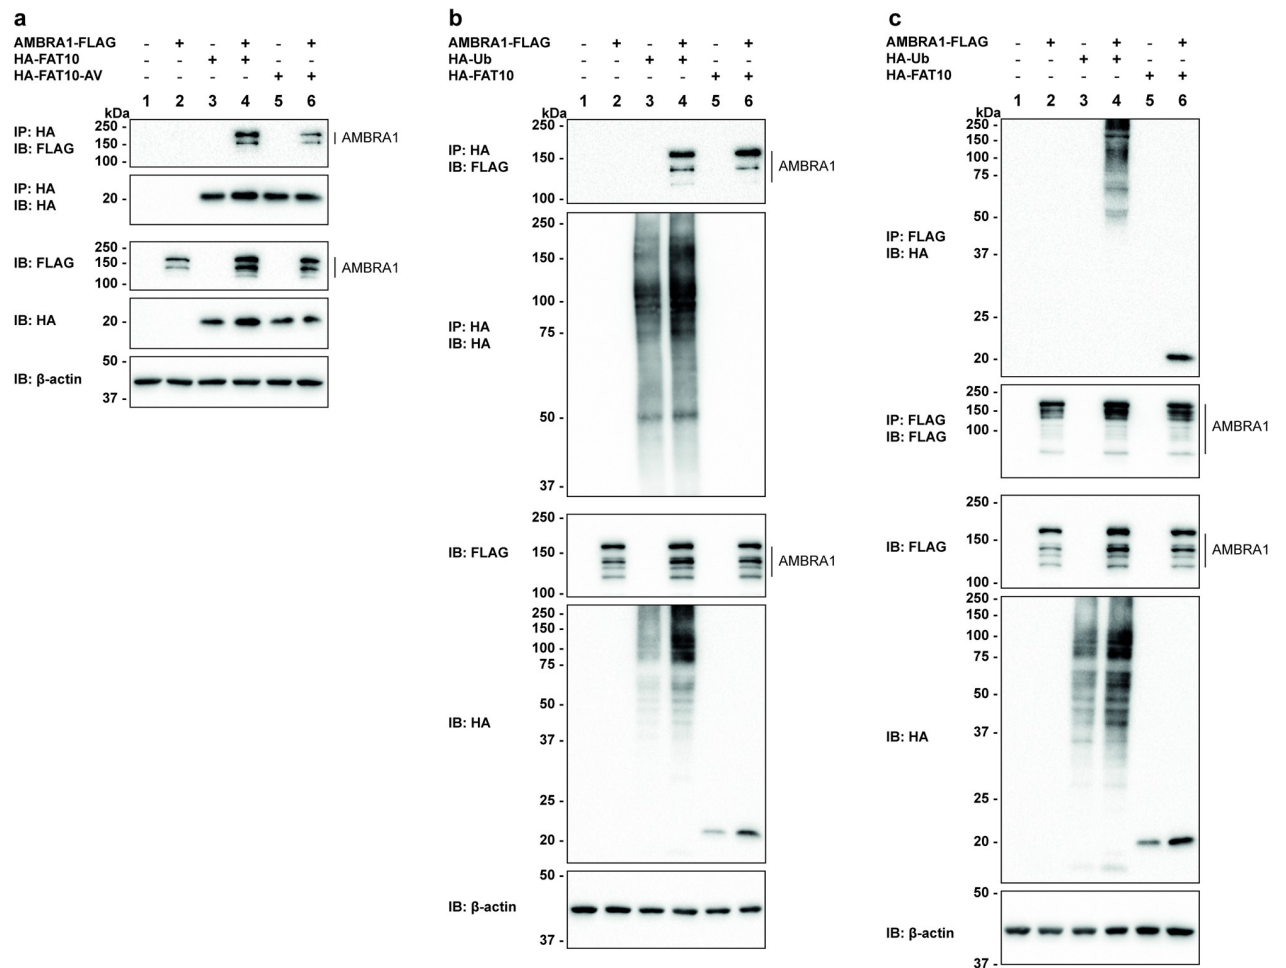 a
AMBRA1-FLAG - + - + - +
HA-FAT10 - - + + - -
HA-FAT10-AV - - - - + +
1 2 3 4 5 6
kDa
IP: HA
IB: FLAG
250 -
150 -
100 -
AMBRA1
IP: HA
IB: HA
20 -
IB: FLAG
250 -
150 -
100 -
AMBRA1
IB: HA
20 -
IB: β-actin
50 -
37 -
b
AMBRA1-FLAG - + - + - +
HA-Ub - - + + - -
HA-FAT10 - - - - + +
1 2 3 4 5 6
kDa
IP: HA
IB: FLAG
250 -
150 -
100 -
AMBRA1
IP: HA
IB: HA
250 -
150 -
100 -
75 -
50 -
37 -
IB: FLAG
250 -
150 -
100 -
AMBRA1
IB: HA
250 -
150 -
100 -
75 -
50 -
37 -
25 -
20 -
IB: β-actin
50 -
37 -
c
AMBRA1-FLAG - + - + - +
HA-Ub - - + + - -
HA-FAT10 - - - - + +
1 2 3 4 5 6
kDa
IP: FLAG
IB: HA
250 -
150 -
100 -
75 -
50 -
37 -
25 -
20 -
IP: FLAG
IB: FLAG
250 -
150 -
100 -
AMBRA1
IB: FLAG
250 -
150 -
100 -
AMBRA1
IB: HA
250 -
150 -
100 -
75 -
50 -
37 -
25 -
20 -
IB: β-actin
50 -
37 -